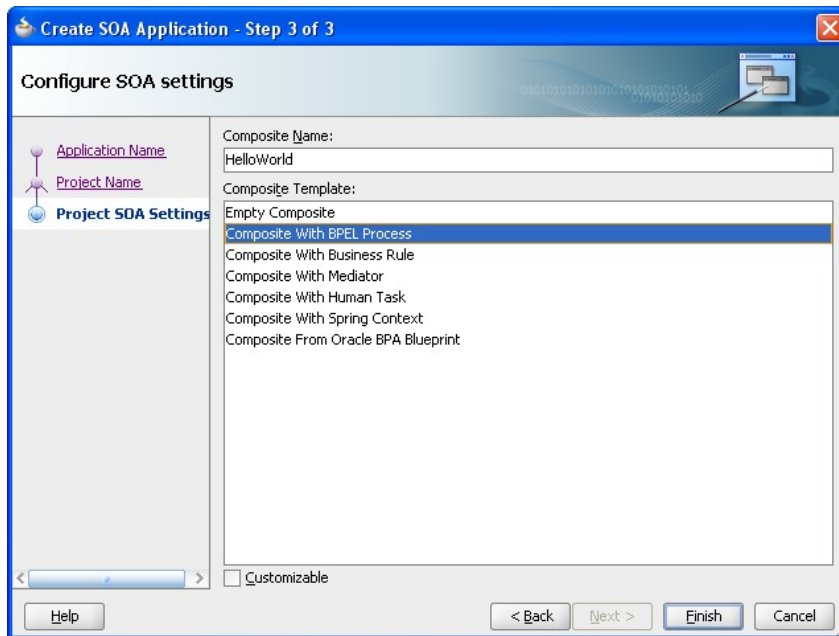 Create SOA Application - Step 3 of 3
Configure SOA settings
Application Name
Project Name
Project SOA Settings
Composite Name:
HelloWorld
Composite Template:
Empty Composite
Composite With BPEL Process
Composite With Business Rule
Composite With Mediator
Composite With Human Task
Composite With Spring Context
Composite From Oracle BPA Blueprint
Customizable
Help
< Back
Next >
Finish
Cancel